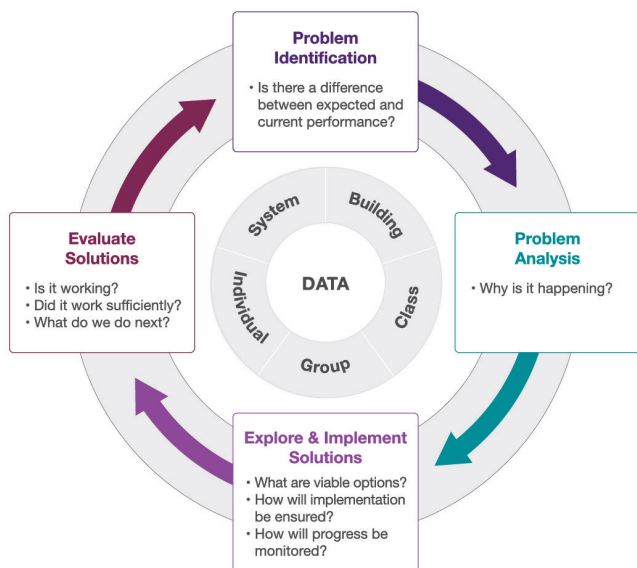 Problem
Identification
• Is there a difference
between expected and
current performance?
Problem
Analysis
• Why is it happening?
Explore & Implement
Solutions
• What are viable options?
• How will implementation
be ensured?
• How will progress be
monitored?
Evaluate
Solutions
• Is it working?
• Did it work sufficiently?
• What do we do next?
System
Building
Class
Group
Individual
DATA